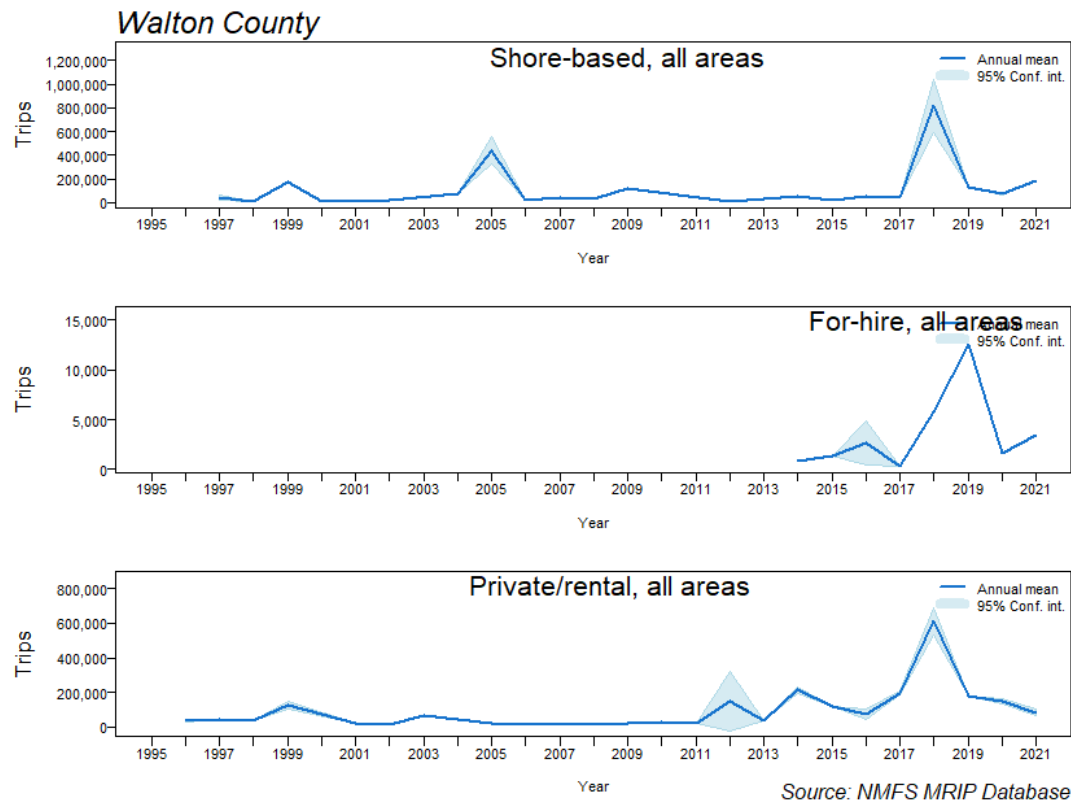 Walton County
Shore-based, all areas
Annual mean
95% Conf. int.
Trips
1,200,000
1,000,000
800,000
600,000
400,000
200,000
0
1995 1997 1999 2001 2003 2005 2007 2009 2011 2013 2015 2017 2019 2021
Year
For-hire, all areas
Annual mean
95% Conf. int.
Trips
15,000
10,000
5,000
0
1995 1997 1999 2001 2003 2005 2007 2009 2011 2013 2015 2017 2019 2021
Year
Private/rental, all areas
Annual mean
95% Conf. int.
Trips
800,000
600,000
400,000
200,000
0
1995 1997 1999 2001 2003 2005 2007 2009 2011 2013 2015 2017 2019 2021
Year
Source: NMFS MRIP Database